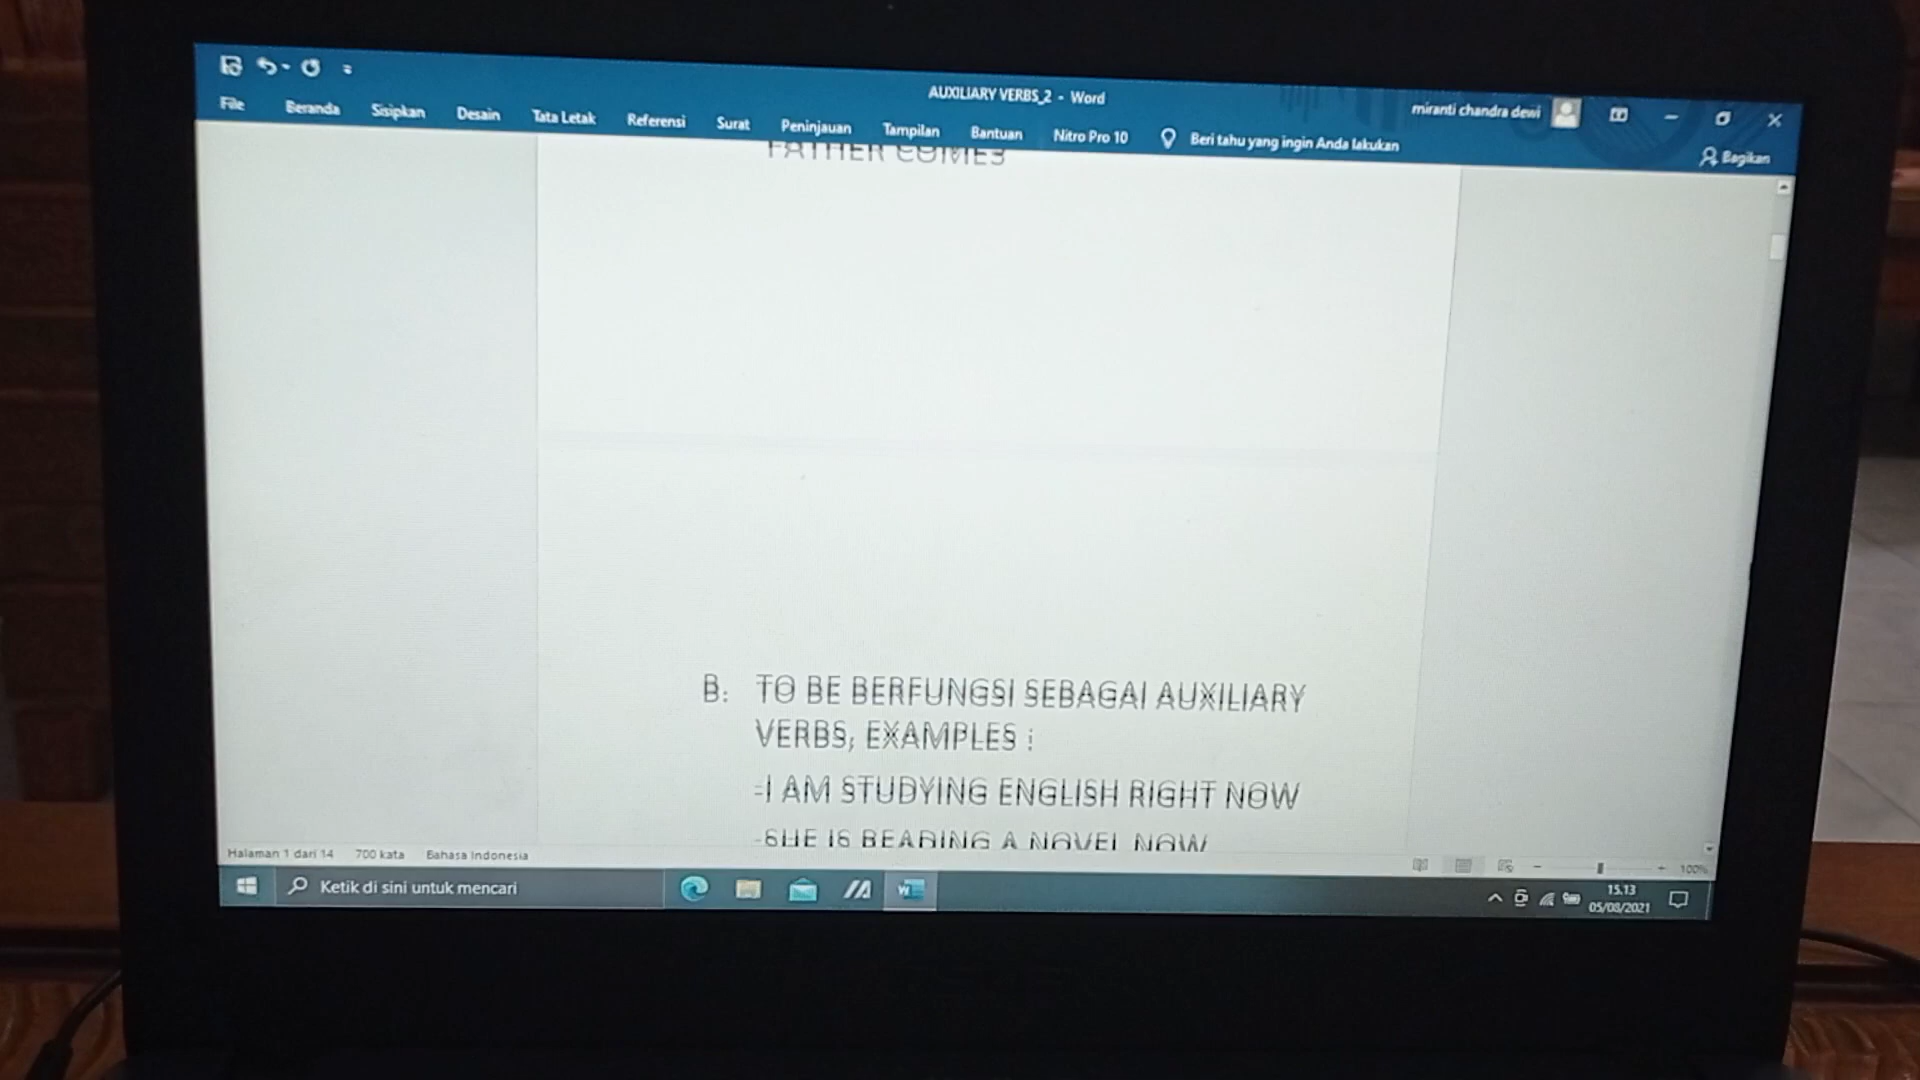 AUXILIARY VERBS_2 - Word
miranti chandra dewi
File Beranda Sisipkan Desain Tata Letak Referensi Surat Peninjauan Tampilan Bantuan Nitro Pro 10 Beri tahu yang ingin Anda lakukan
Bagikan
FATHER COMES
B. TO BE BERFUNGSI SEBAGAI AUXILIARY
VERBS, EXAMPLES :
-I AM STUDYING ENGLISH RIGHT NOW
-SHE IS READING A NOVEL NOW
Halaman 1 dari 14 700 kata Bahasa Indonesia
100%
Ketik di sini untuk mencari
15.13
05/08/2021